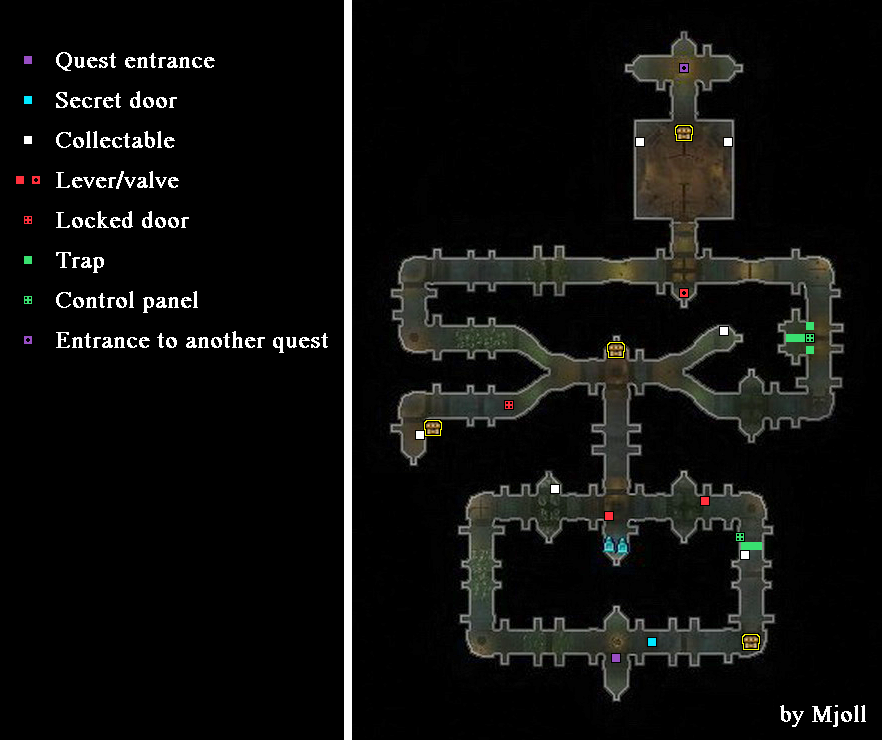 Quest entrance
Secret door
Collectable
Lever/valve
Locked door
Trap
Control panel
Entrance to another quest
by Mjoll